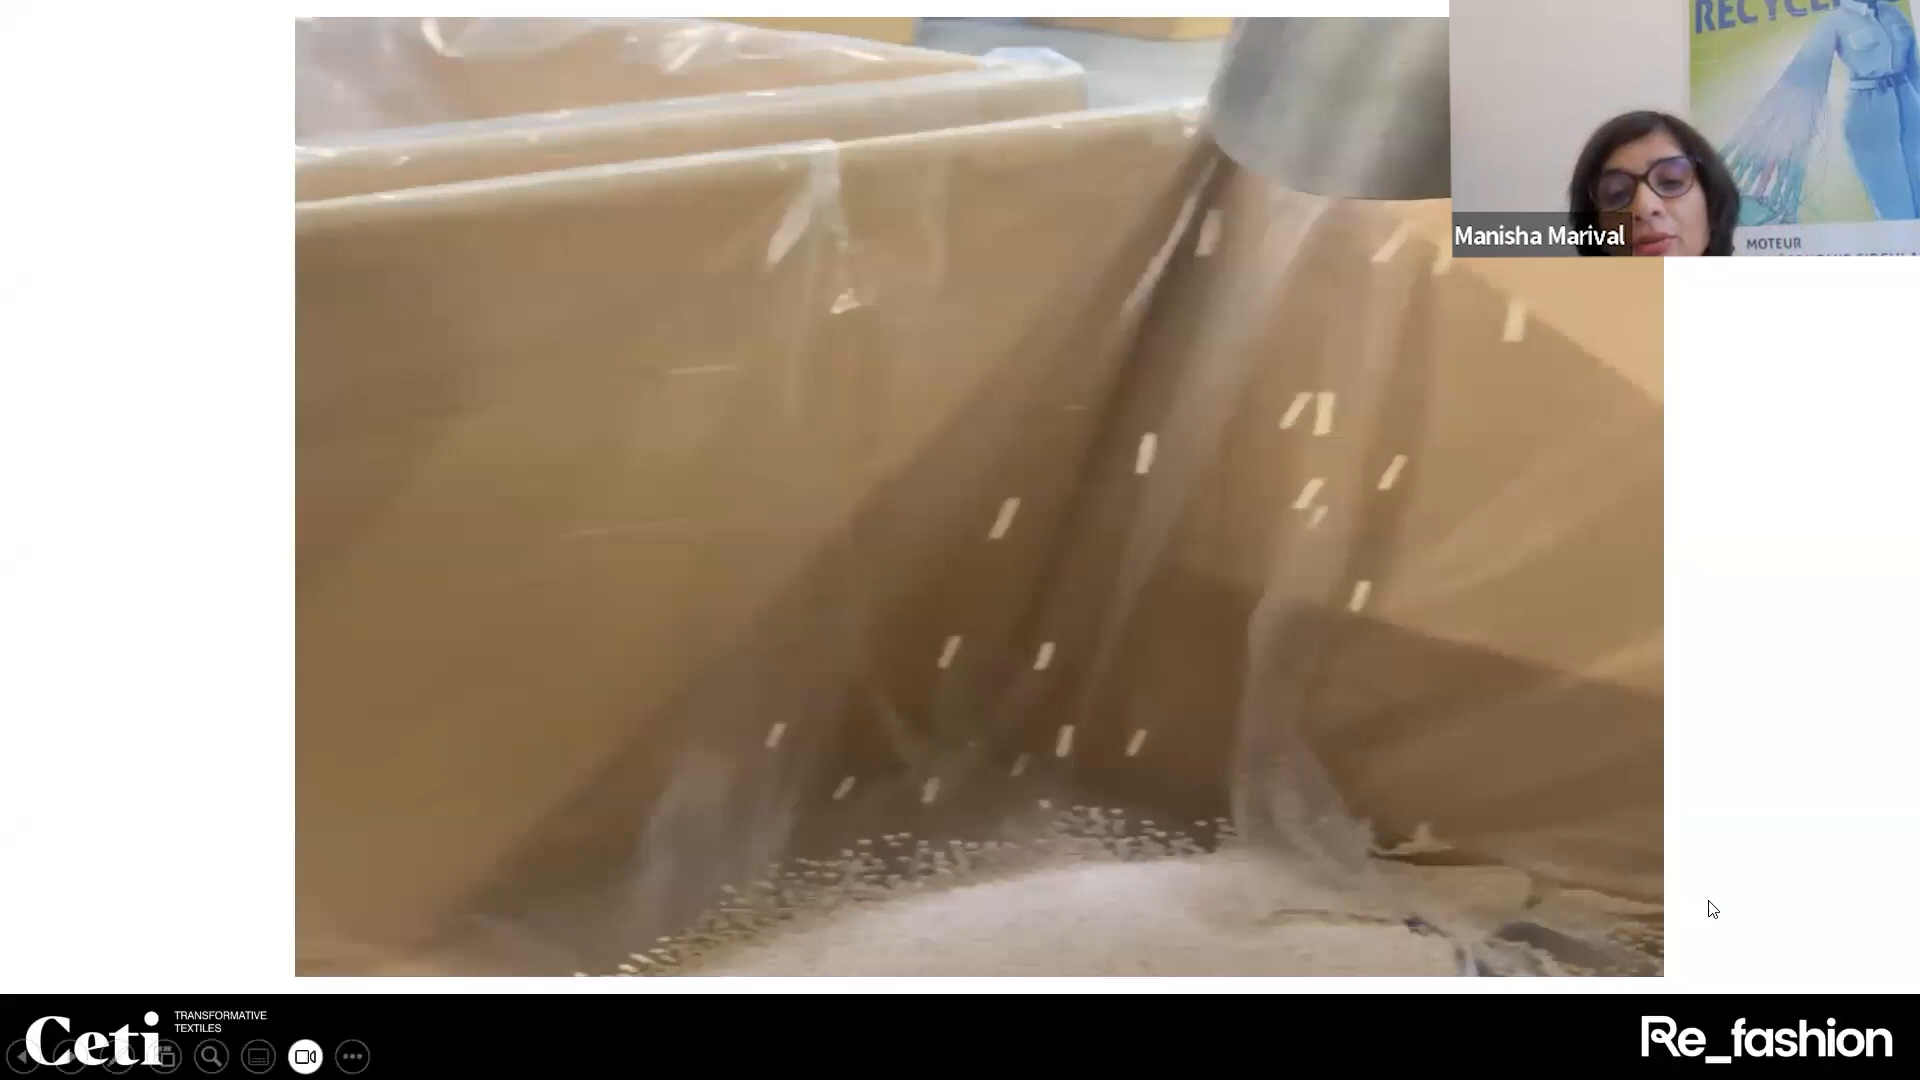 RECYCL
Manisha Marival
MOTEUR
Ceti
TRANSFORMATIVE
TEXTILES
Re_fashion